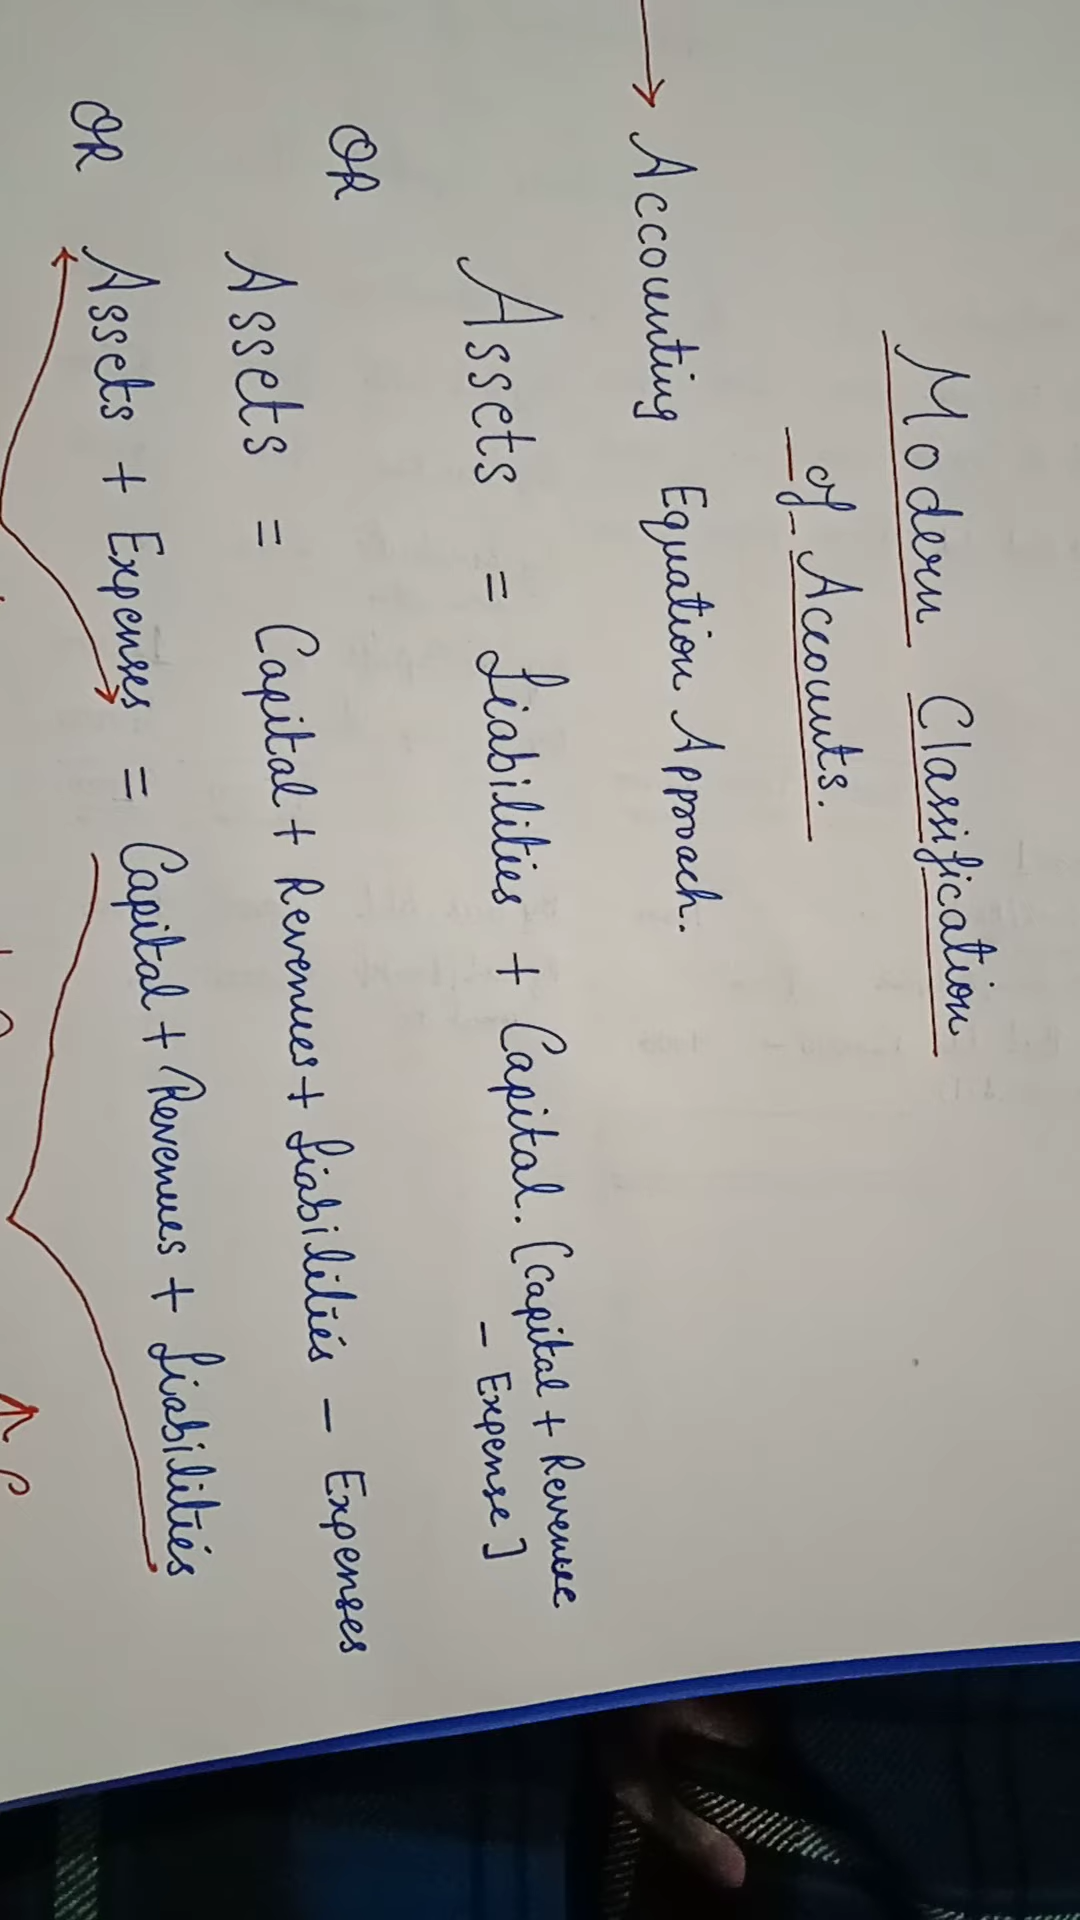 Modern Classification
of Accounts.
→ Accounting Equation Approach.
Assets = Liabilities + Capital. [Capital + Revenue
- Expense]
OR
Assets = Capital + Revenues + Liabilities - Expenses
OR Assets + Expenses = Capital + Revenues + Liabilities